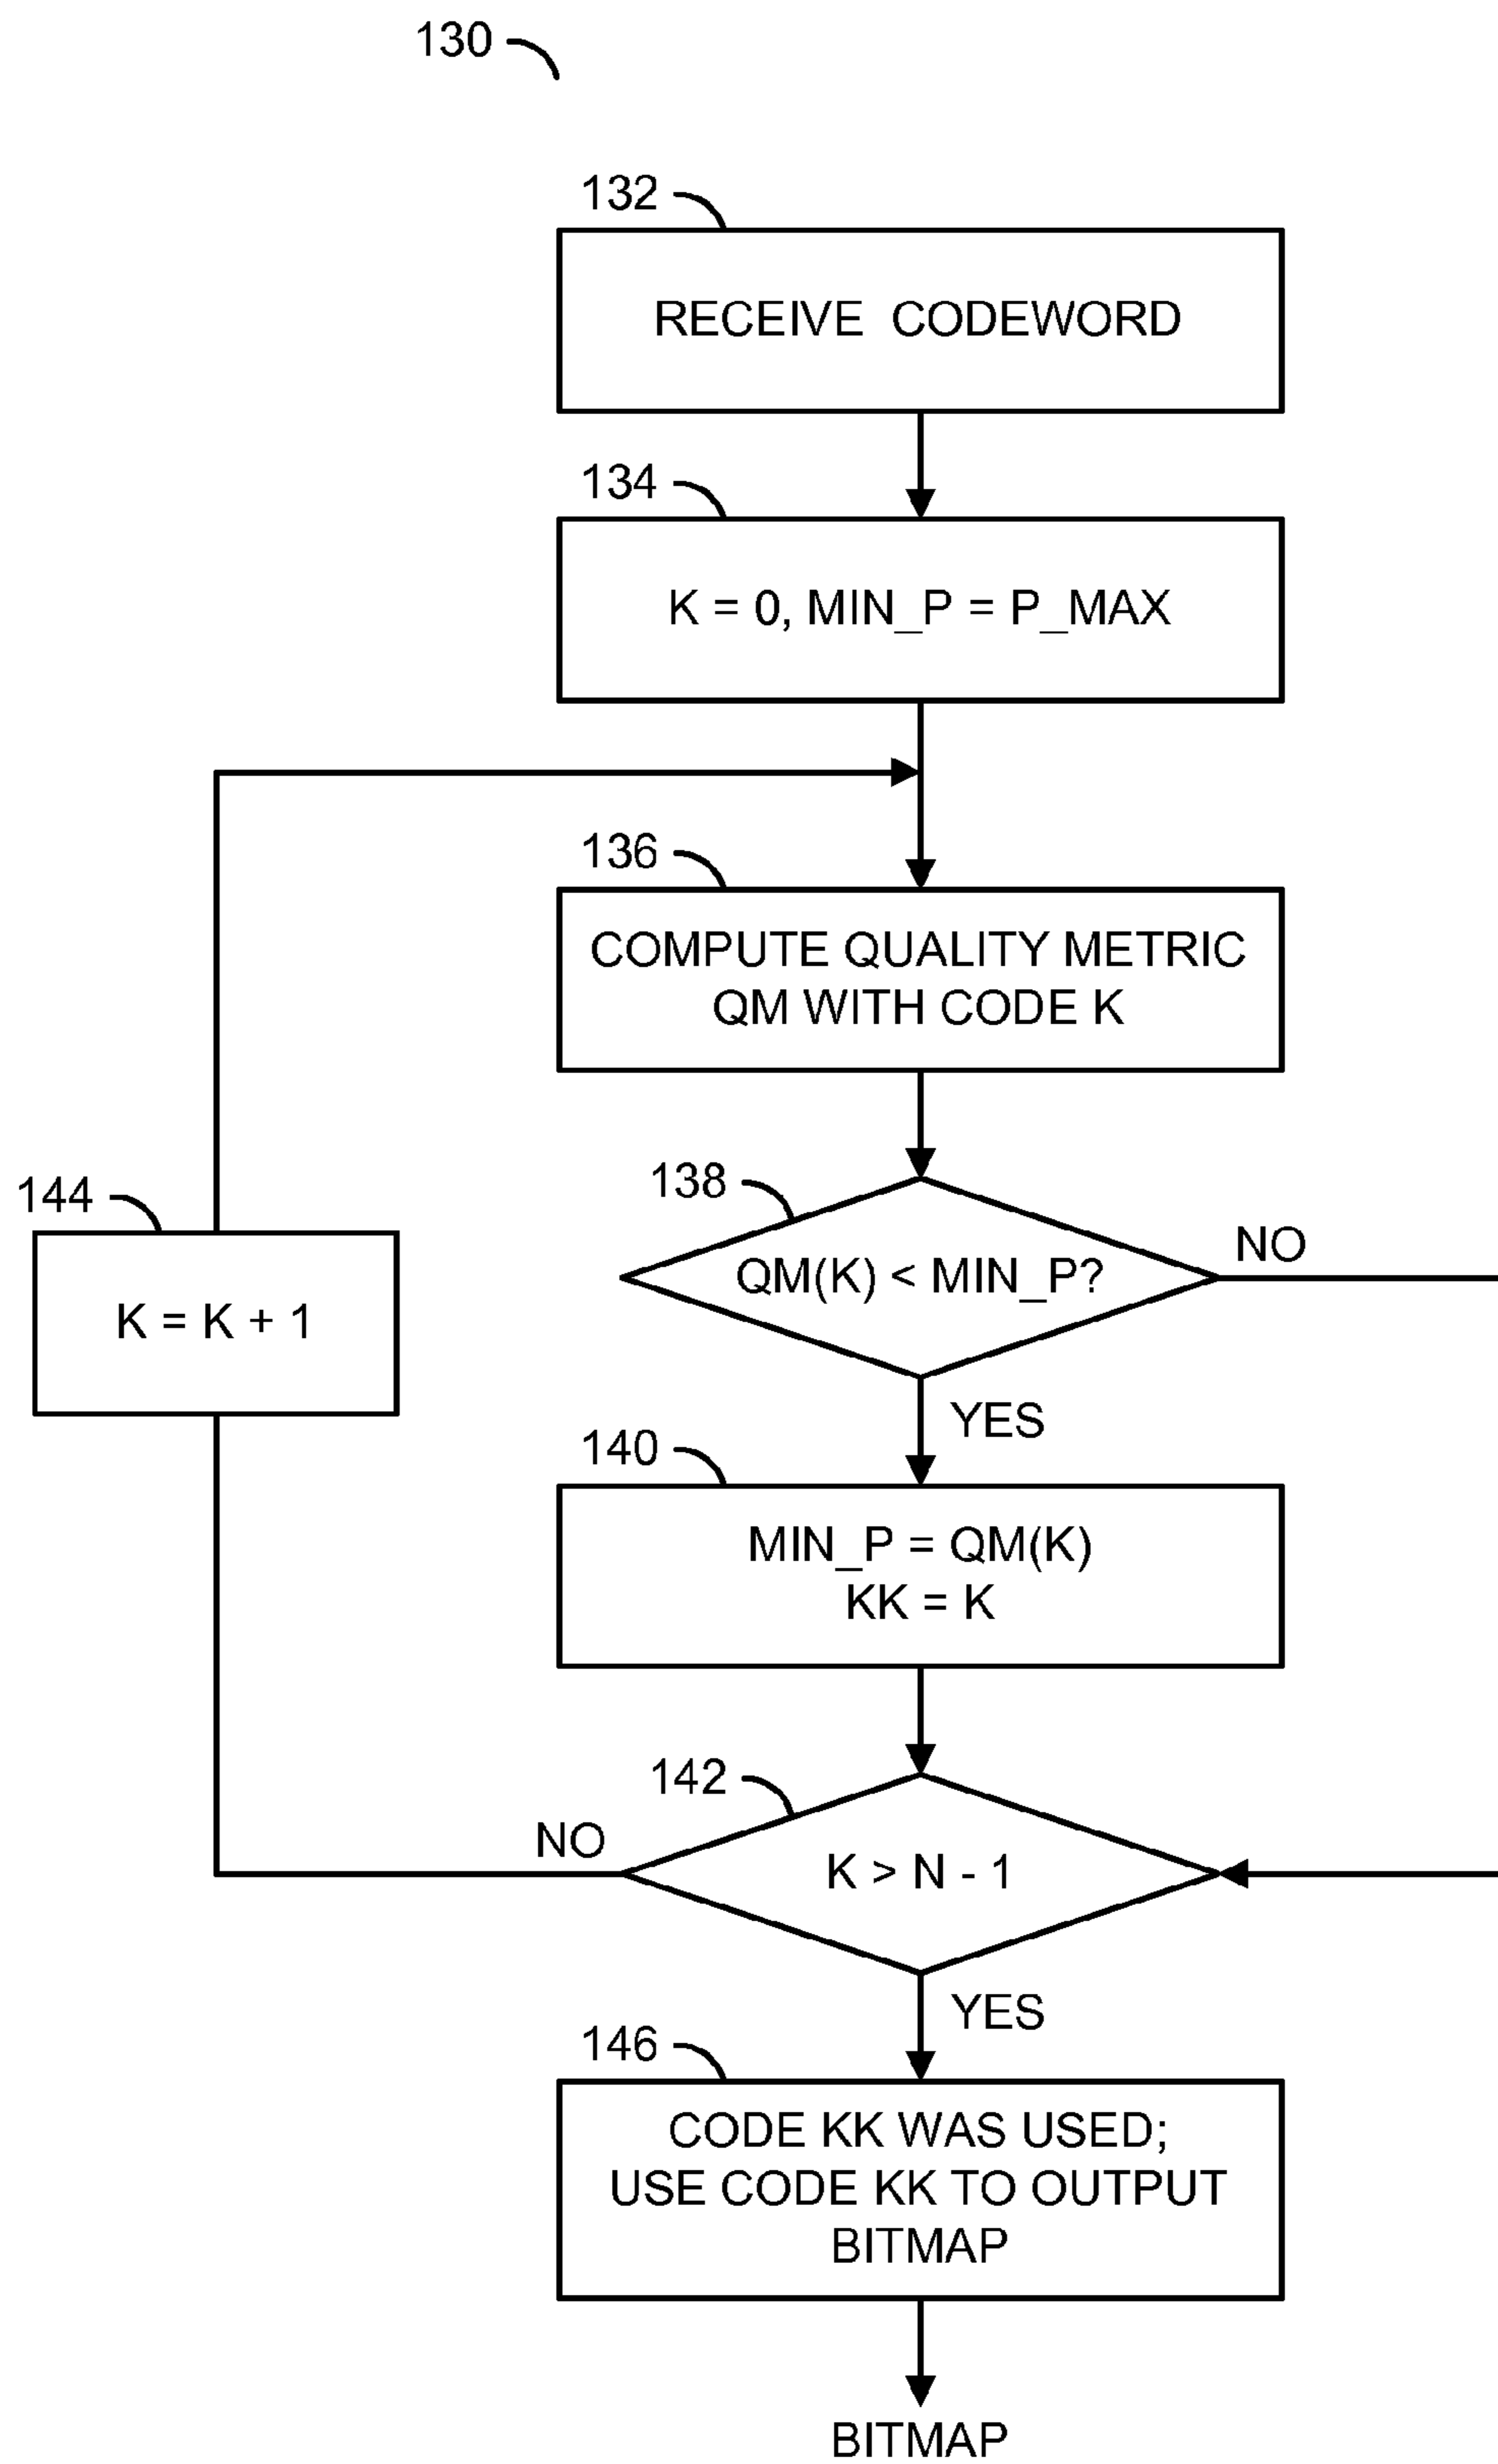 130
132
RECEIVE CODEWORD
134
K = 0, MIN_P = P_MAX
136
COMPUTE QUALITY METRIC
QM WITH CODE K
138
144
NO
QM(K) < MIN_P?
K = K + 1
YES
140
MIN_P = QM(K)
KK = K
142
NO
K > N - 1
YES
146
CODE KK WAS USED;
USE CODE KK TO OUTPUT
BITMAP
BITMAP